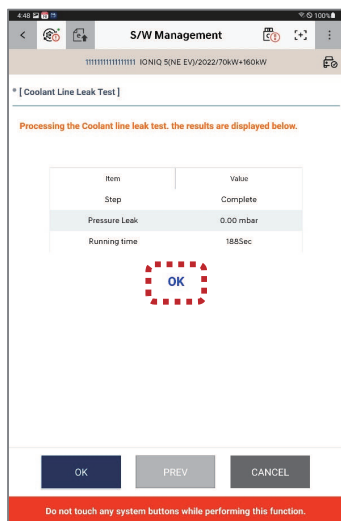 4:48
100%
S/W Management
1111111111111111 IONIQ 5(NE EV)/2022/70kW+160kW
* [ Coolant Line Leak Test ]
Processing the Coolant line leak test. the results are displayed below.
Item Value
Step Complete
Pressure Leak 0.00 mbar
Running time 188Sec
OK
OK PREV CANCEL
Do not touch any system buttons while performing this function.